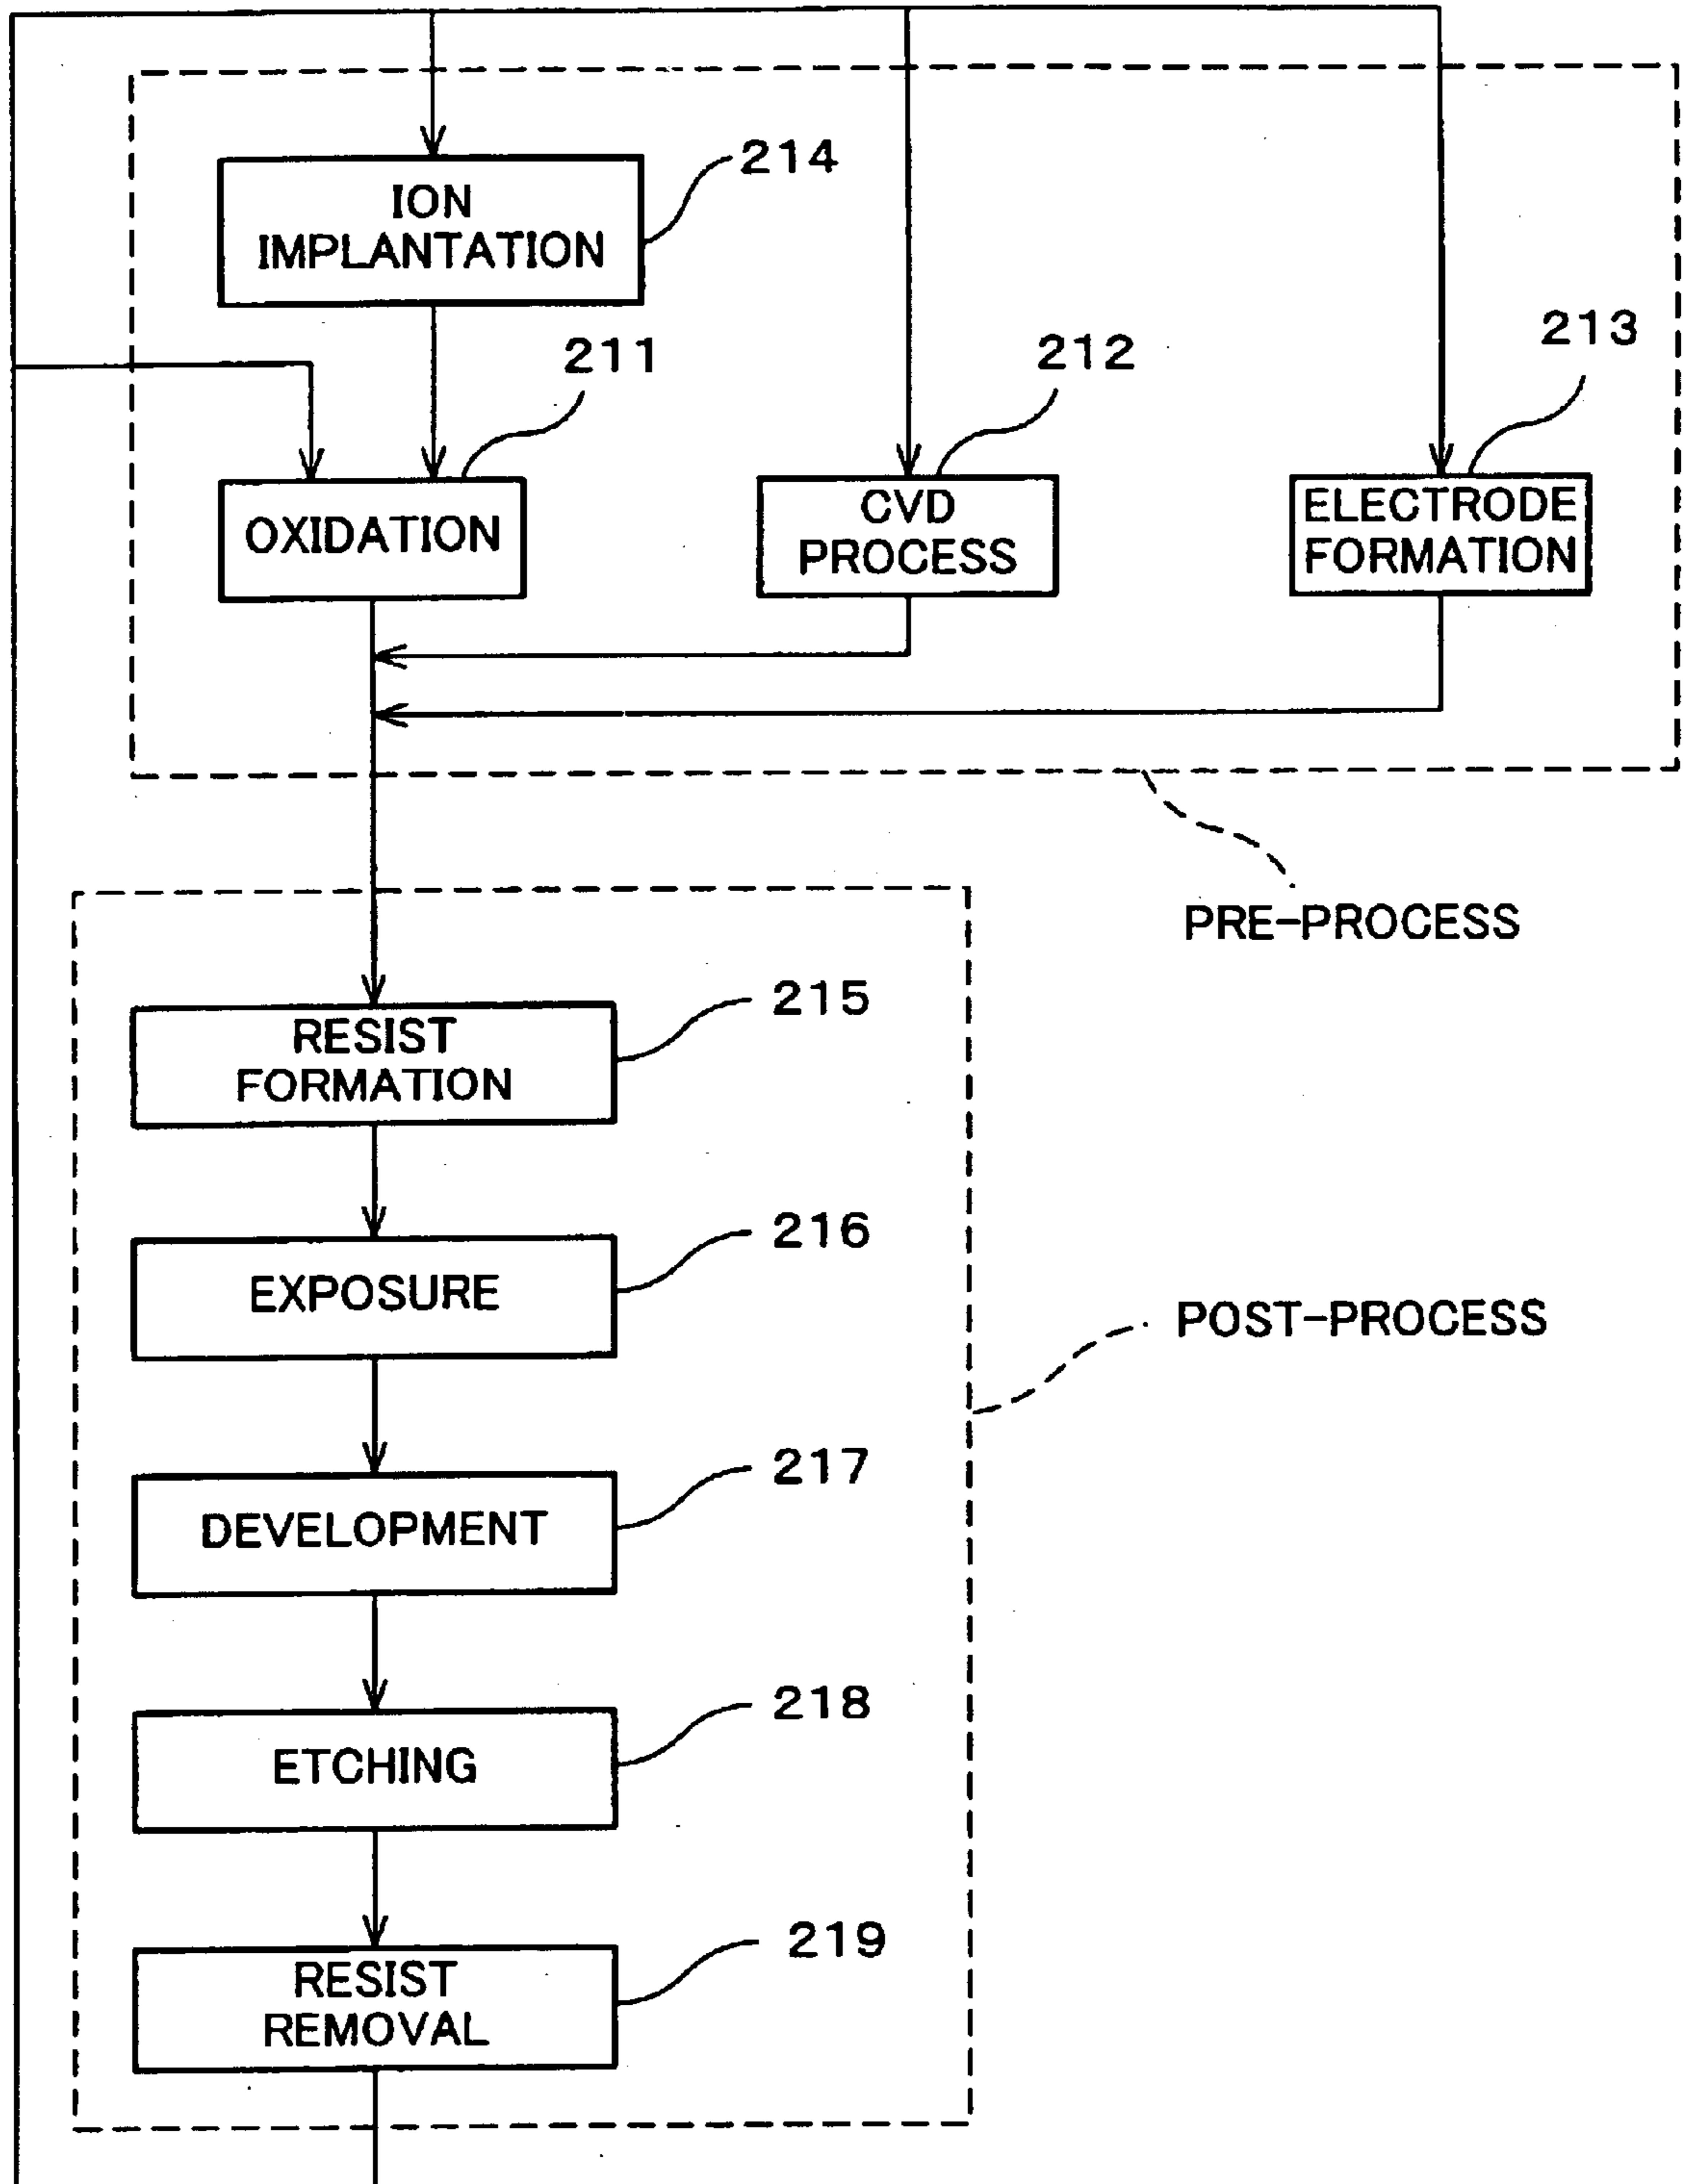 214
ION
IMPLANTATION
211
212
213
OXIDATION
CVD
PROCESS
ELECTRODE
FORMATION
PRE-PROCESS
215
RESIST
FORMATION
216
EXPOSURE
POST-PROCESS
217
DEVELOPMENT
218
ETCHING
219
RESIST
REMOVAL